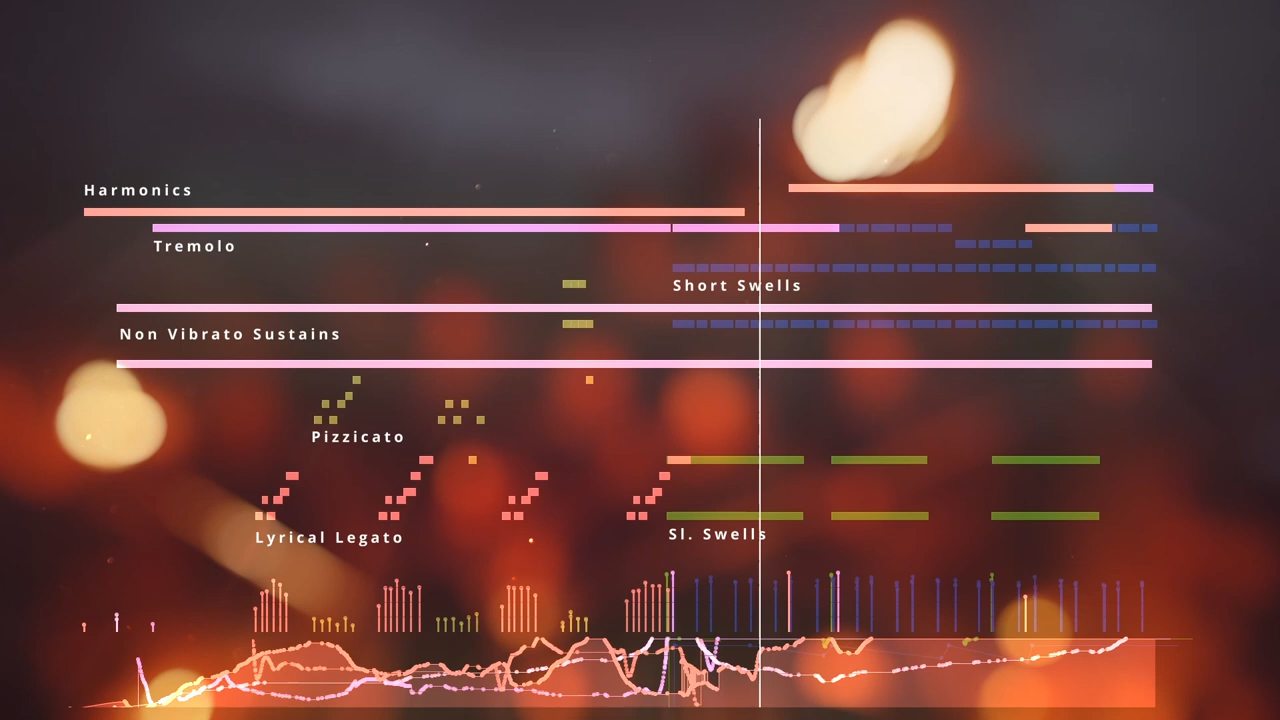 Harmonics
Tremolo
Short Swells
Non Vibrato Sustains
Pizzicato
Lyrical Legato
Sl. Swells